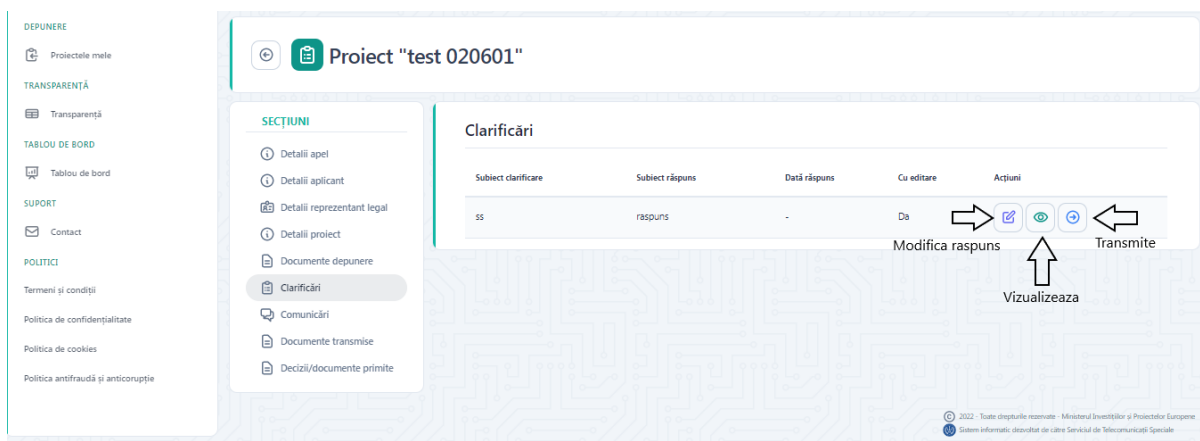 DEPUNERE
Proiectele mele
TRANSPARENȚĂ
Transparență
TABLOU DE BORD
Tablou de bord
SUPORT
Contact
POLITICI
Termeni și condiții
Politica de confidențialitate
Politica de cookies
Politica antifraudă și anticorupție
Proiect "test 020601"
SECȚIUNI
Detalii apel
Detalii aplicant
Detalii reprezentant legal
Detalii proiect
Documente depunere
Clarificări
Comunicări
Documente transmise
Decizii/documente primite
Clarificări
Subiect clarificare Subiect răspuns Dată răspuns Cu editare Acțiuni
ss raspuns - Da
Modifica raspuns Transmite
Vizualizeaza
© 2022 - Toate drepturile rezervate - Ministerul Investițiilor și Proiectelor Europene
Sistem informatic dezvoltat de către Serviciul de Telecomunicații Speciale